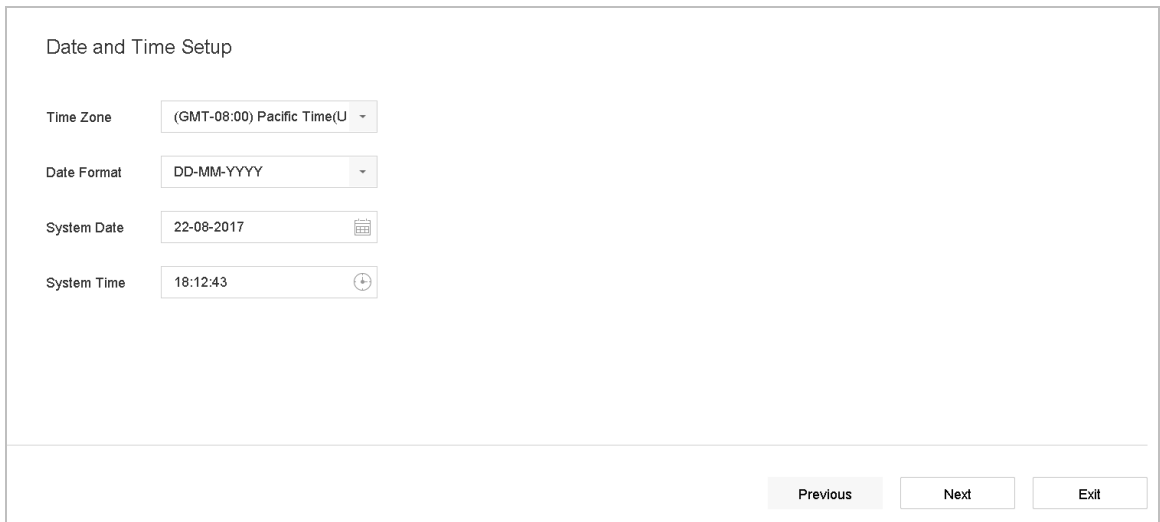 Date and Time Setup
Time Zone (GMT-08:00) Pacific Time(U
Date Format DD-MM-YYYY
System Date 22-08-2017
System Time 18:12:43
Previous Next Exit